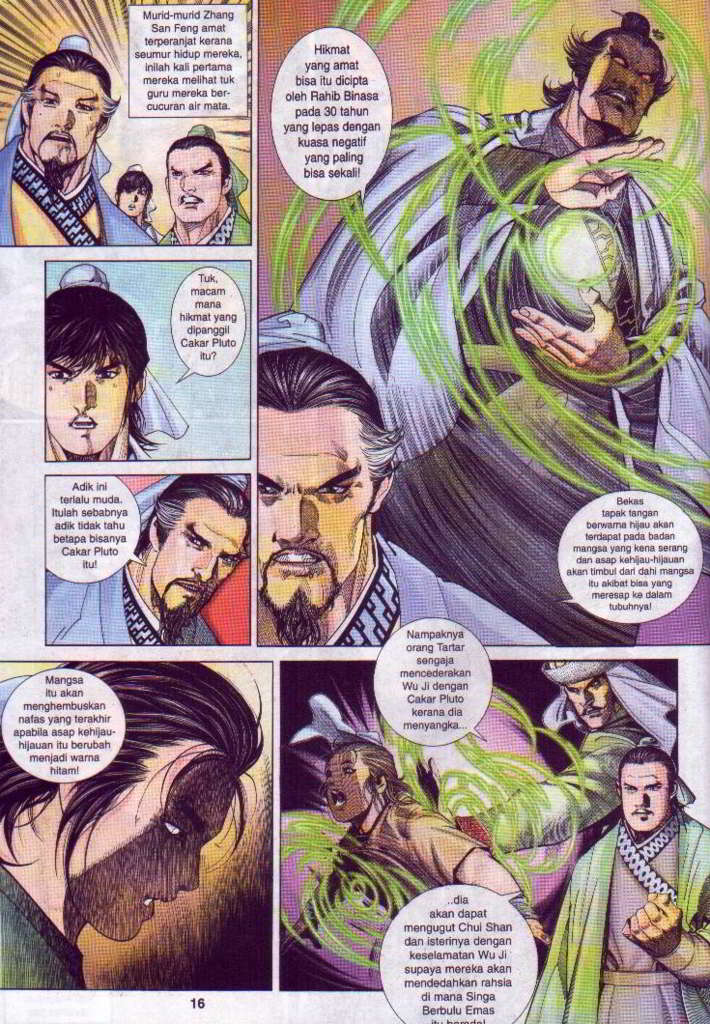 Murid-murid Zhang
San Feng amat
terperanjat kerana
seumur hidup mereka,
inilah kali pertama
mereka melihat tuk
guru mereka ber-
cucuran air mata.
Hikmat
yang amat
bisa itu dicipta
oleh Rahib Binasa
pada 30 tahun
yang lepas dengan
kuasa negatif
yang paling
bisa sekali!
Tuk,
macam
mana
hikmat yang
dipanggil
Cakar Pluto
itu?
Adik ini
terlalu muda.
Itulah sebabnya
adik tidak tahu
betapa bisanya
Cakar Pluto
itu!
Bekas
tapak tangan
berwarna hijau akan
terdapat pada badan
mangsa yang kena serang
dan asap kehijau-hijauan
akan timbul dari dahi mangsa
itu akibat bisa yang
meresap ke dalam
tubuhnya!
Mangsa
itu akan
menghembuskan
nafas yang terakhir
apabila asap kehijau-
hijauan itu berubah
menjadi warna
hitam!
Nampaknya
orang Tartar
sengaja
mencederakan
Wu Ji dengan
Cakar Pluto
kerana dia
menyangka...
..dia
akan dapat
mengugut Chui Shan
dan isterinya dengan
keselamatan Wu Ji
supaya mereka akan
mendedahkan rahsia
di mana Singa
Berbulu Emas
itu berada!
16